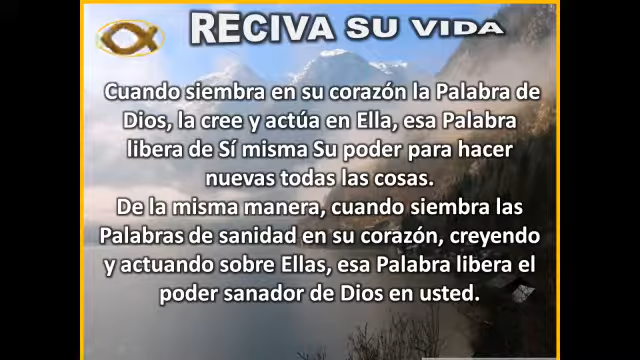 RECIVA SU VIDA
Cuando siembra en su corazón la Palabra de
Dios, la cree y actúa en Ella, esa Palabra
libera de Sí misma Su poder para hacer
nuevas todas las cosas.
De la misma manera, cuando siembra las
Palabras de sanidad en su corazón, creyendo
y actuando sobre Ellas, esa Palabra libera el
poder sanador de Dios en usted.